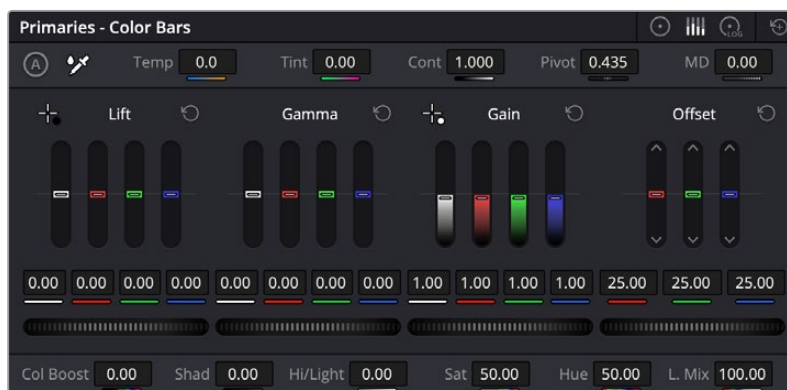 Primaries - Color Bars
LOG
A Temp 0.0 Tint 0.00 Cont 1.000 Pivot 0.435 MD 0.00
Lift Gamma Gain Offset
0.00 0.00 0.00 0.00 0.00 0.00 0.00 0.00 1.00 1.00 1.00 1.00 25.00 25.00 25.00
Col Boost 0.00 Shad 0.00 Hi/Light 0.00 Sat 50.00 Hue 50.00 L. Mix 100.00